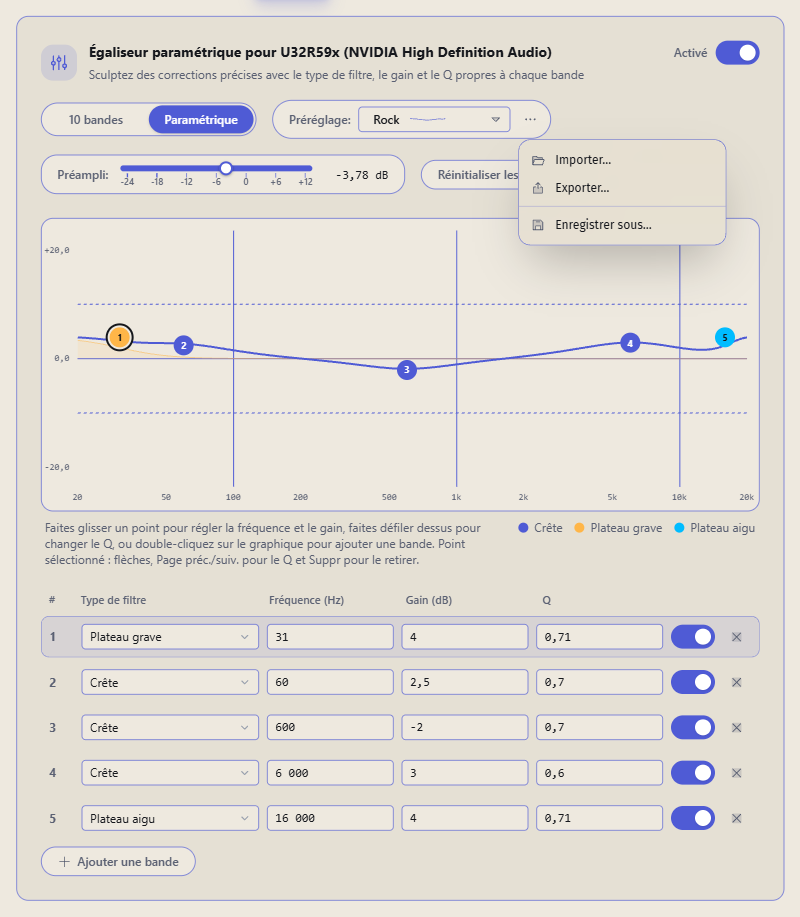 Égaliseur paramétrique pour U32R59x (NVIDIA High Definition Audio)
Activé
Sculptez des corrections précises avec le type de filtre, le gain et le Q propres à chaque bande
10 bandes
Paramétrique
Préréglage:
Rock
...
Importer...
Exporter...
Enregistrer sous...
Préampli:
-24 -18 -12 -6 0 +6 +12
-3,78 dB
Réinitialiser les
+20,0
0,0
-20,0
1
2
3
4
5
20 50 100 200 500 1k 2k 5k 10k 20k
Faites glisser un point pour régler la fréquence et le gain, faites défiler dessus pour
changer le Q, ou double-cliquez sur le graphique pour ajouter une bande. Point
sélectionné : flèches, Page préc./suiv. pour le Q et Suppr pour le retirer.
Crête
Plateau grave
Plateau aigu
# Type de filtre Fréquence (Hz) Gain (dB) Q
1 Plateau grave 31 4 0,71
2 Crête 60 2,5 0,7
3 Crête 600 -2 0,7
4 Crête 6 000 3 0,6
5 Plateau aigu 16 000 4 0,71
Ajouter une bande